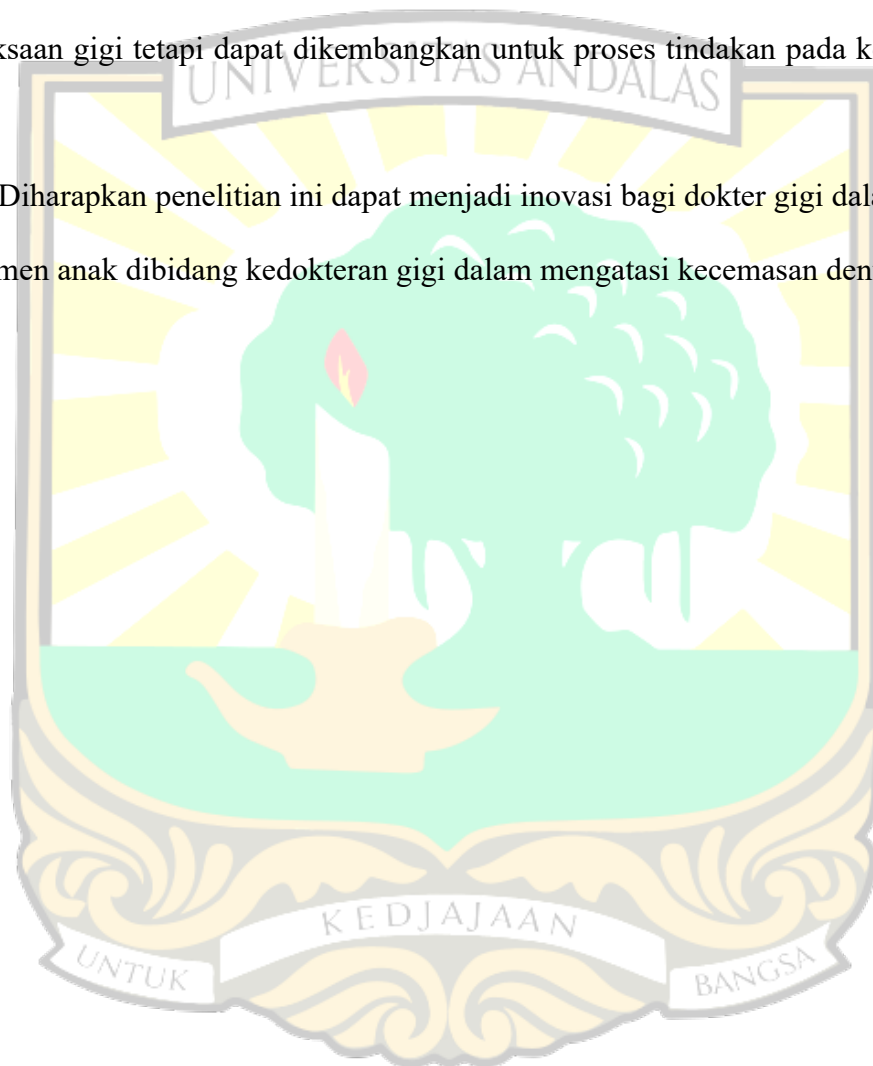 ksaan gigi tetapi dapat dikembangkan untuk proses tindakan pada k
UNIVERSITAS ANDALAS
Diharapkan penelitian ini dapat menjadi inovasi bagi dokter gigi dala
men anak dibidang kedokteran gigi dalam mengatasi kecemasan den
KEDJAJAAN
UNTUK
BANGSA